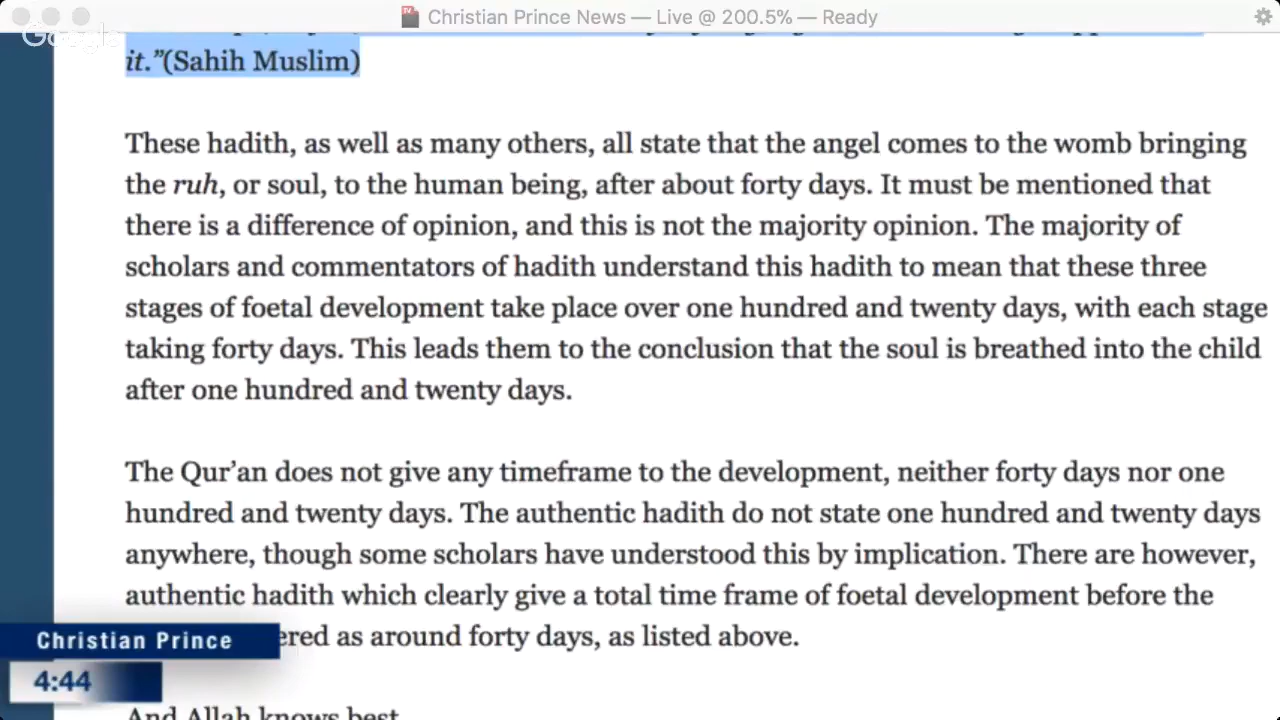 Christian Prince News — Live @ 200.5% — Ready
Google
it.”(Sahih Muslim)
These hadith, as well as many others, all state that the angel comes to the womb bringing
the ruh, or soul, to the human being, after about forty days. It must be mentioned that
there is a difference of opinion, and this is not the majority opinion. The majority of
scholars and commentators of hadith understand this hadith to mean that these three
stages of foetal development take place over one hundred and twenty days, with each stage
taking forty days. This leads them to the conclusion that the soul is breathed into the child
after one hundred and twenty days.
The Qur’an does not give any timeframe to the development, neither forty days nor one
hundred and twenty days. The authentic hadith do not state one hundred and twenty days
anywhere, though some scholars have understood this by implication. There are however,
authentic hadith which clearly give a total time frame of foetal development before the
ered as around forty days, as listed above.
Christian Prince
4:44
And Allah knows best.